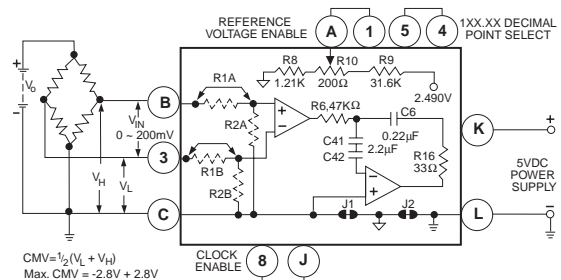 REFERENCE
VOLTAGE ENABLE
A
1
5
4
1XX.XX DECIMAL
POINT SELECT
R8
1.21K
R10
200Ω
R9
31.6K
2.490V
R1A
B
R2A
R6,47KΩ
C6
0.22µF
C41
C42
2.2µF
R16
33Ω
K
+
V₀
+
-
VIN
0 ~ 200mV
3
R1B
R2B
VH
VL
-
+
5VDC
POWER
SUPPLY
C
J1
J2
L
-
CMV=1/2(VL + VH)
Max. CMV = -2.8V + 2.8V
CLOCK
ENABLE
8
J